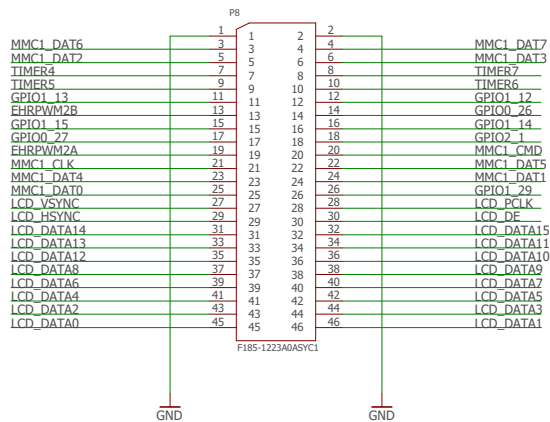 P8
1 1 2 2
MMC1_DAT6 3 3 4 4 MMC1_DAT7
MMC1_DAT2 5 5 6 6 MMC1_DAT3
TIMER4 7 7 8 8 TIMER7
TIMER5 9 9 10 10 TIMER6
GPIO1_13 11 11 12 12 GPIO1_12
EHRPWM2B 13 13 14 14 GPIO0_26
GPIO1_15 15 15 16 16 GPIO1_14
GPIO0_27 17 17 18 18 GPIO2_1
EHRPWM2A 19 19 20 20 MMC1_CMD
MMC1_CLK 21 21 22 22 MMC1_DAT5
MMC1_DAT4 23 23 24 24 MMC1_DAT1
MMC1_DAT0 25 25 26 26 GPIO1_29
LCD_VSYNC 27 27 28 28 LCD_PCLK
LCD_HSYNC 29 29 30 30 LCD_DE
LCD_DATA14 31 31 32 32 LCD_DATA15
LCD_DATA13 33 33 34 34 LCD_DATA11
LCD_DATA12 35 35 36 36 LCD_DATA10
LCD_DATA8 37 37 38 38 LCD_DATA9
LCD_DATA6 39 39 40 40 LCD_DATA7
LCD_DATA4 41 41 42 42 LCD_DATA5
LCD_DATA2 43 43 44 44 LCD_DATA3
LCD_DATA0 45 45 46 46 LCD_DATA1
F185-1223A0ASYC1
GND GND